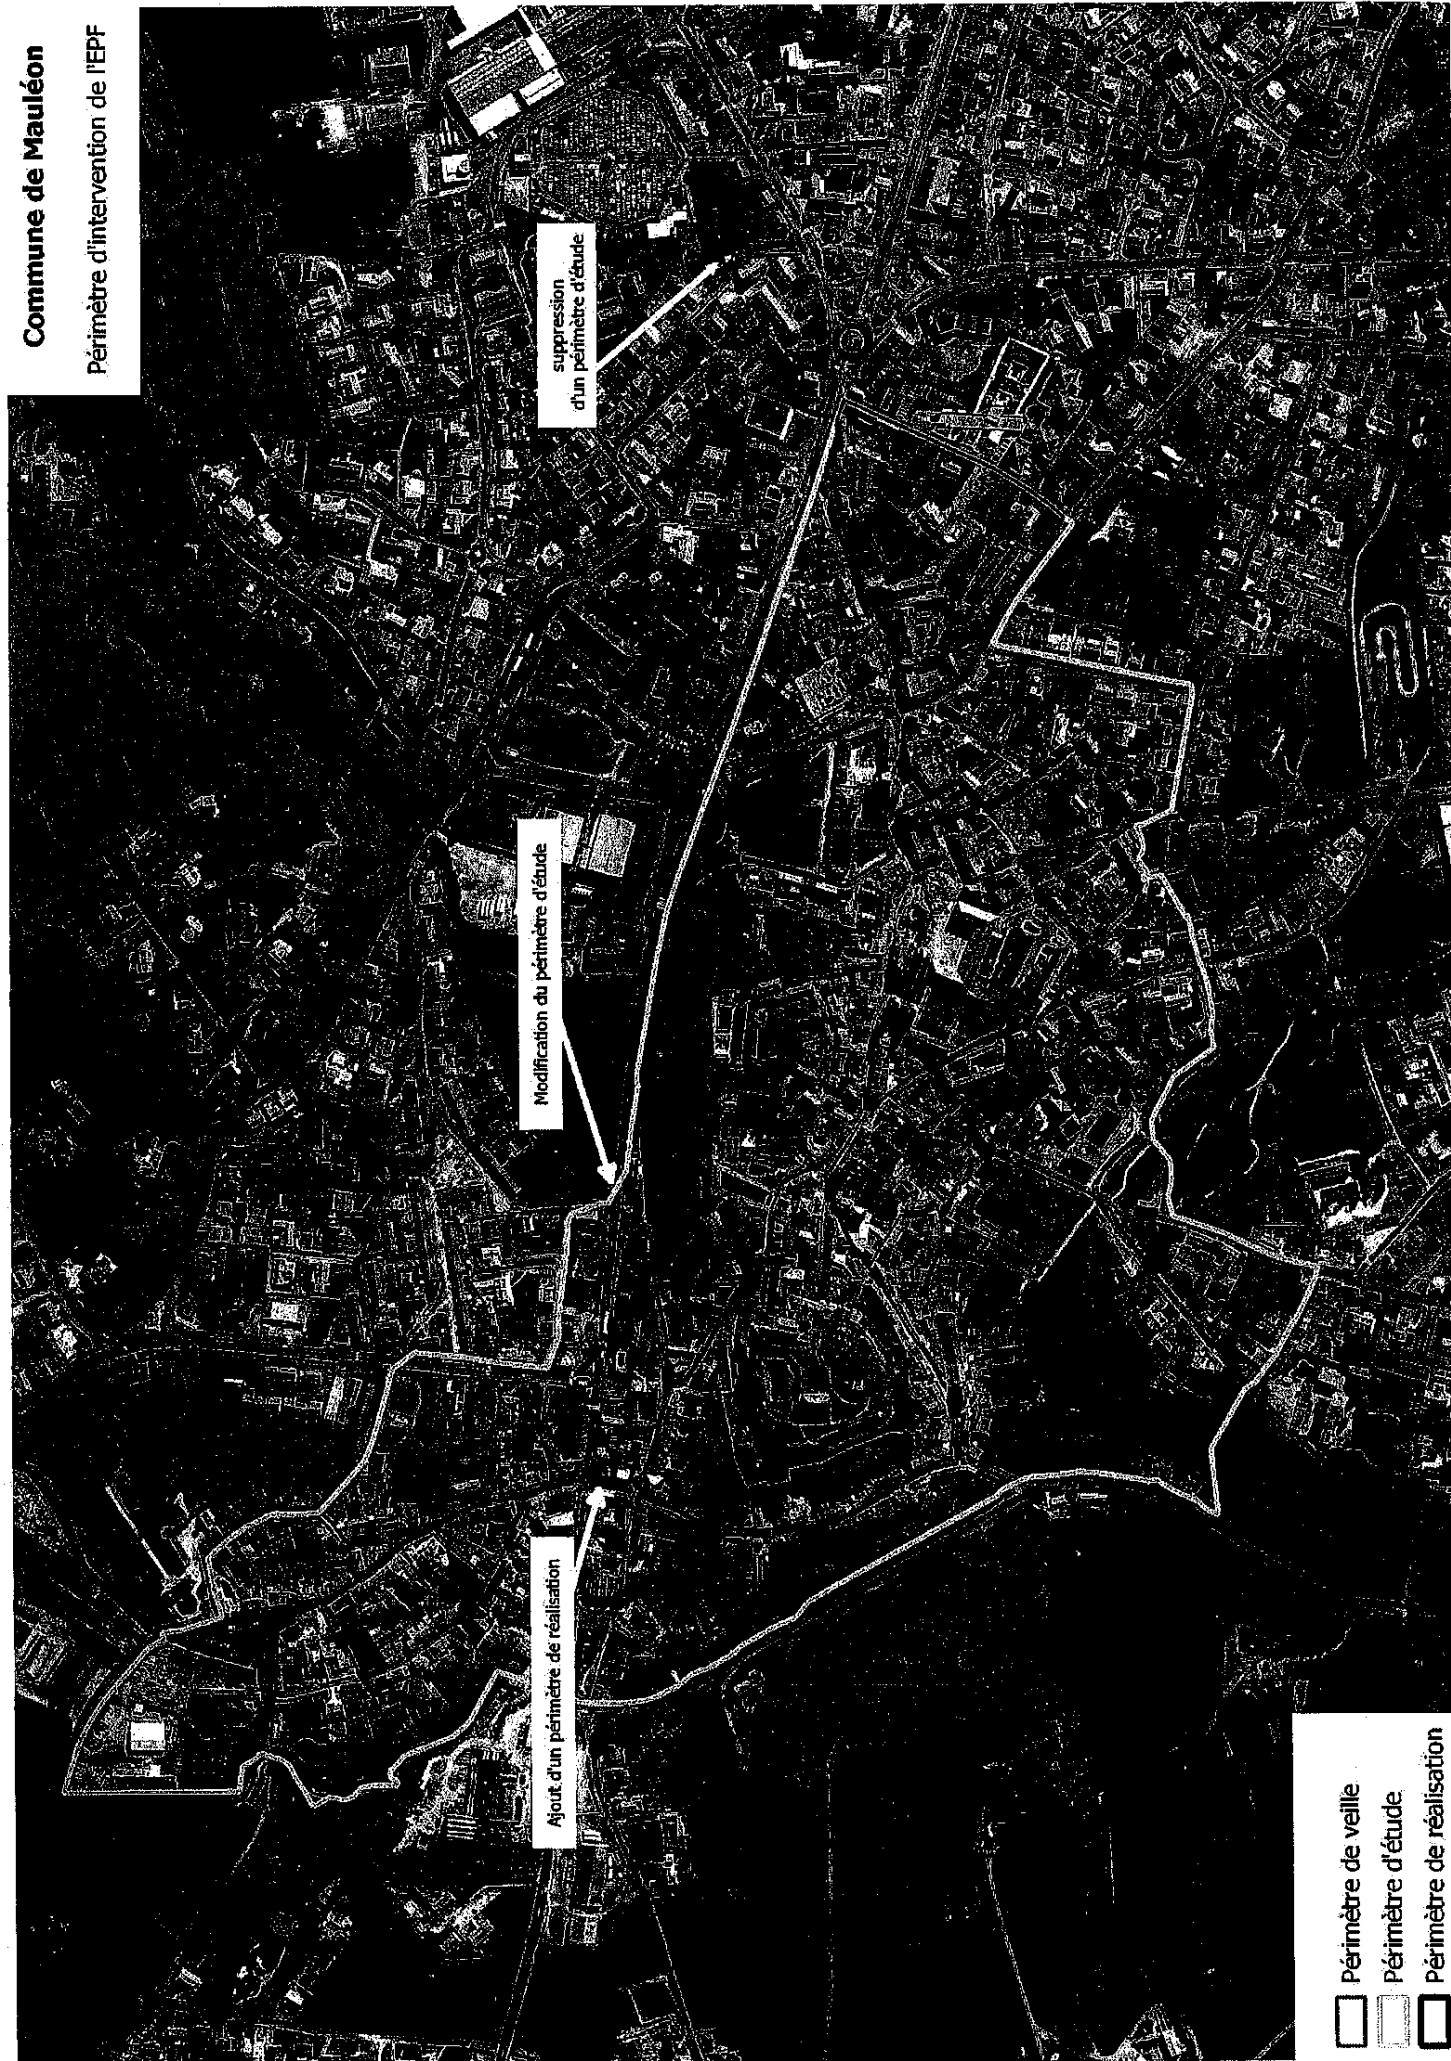 Commune de Mauléon
Périmètre d'intervention de l'EPF
suppression
d'un périmètre d'étude
Modification du périmètre d'étude
Ajout d'un périmètre de réalisation
Périmètre de veille
Périmètre d'étude
Périmètre de réalisation